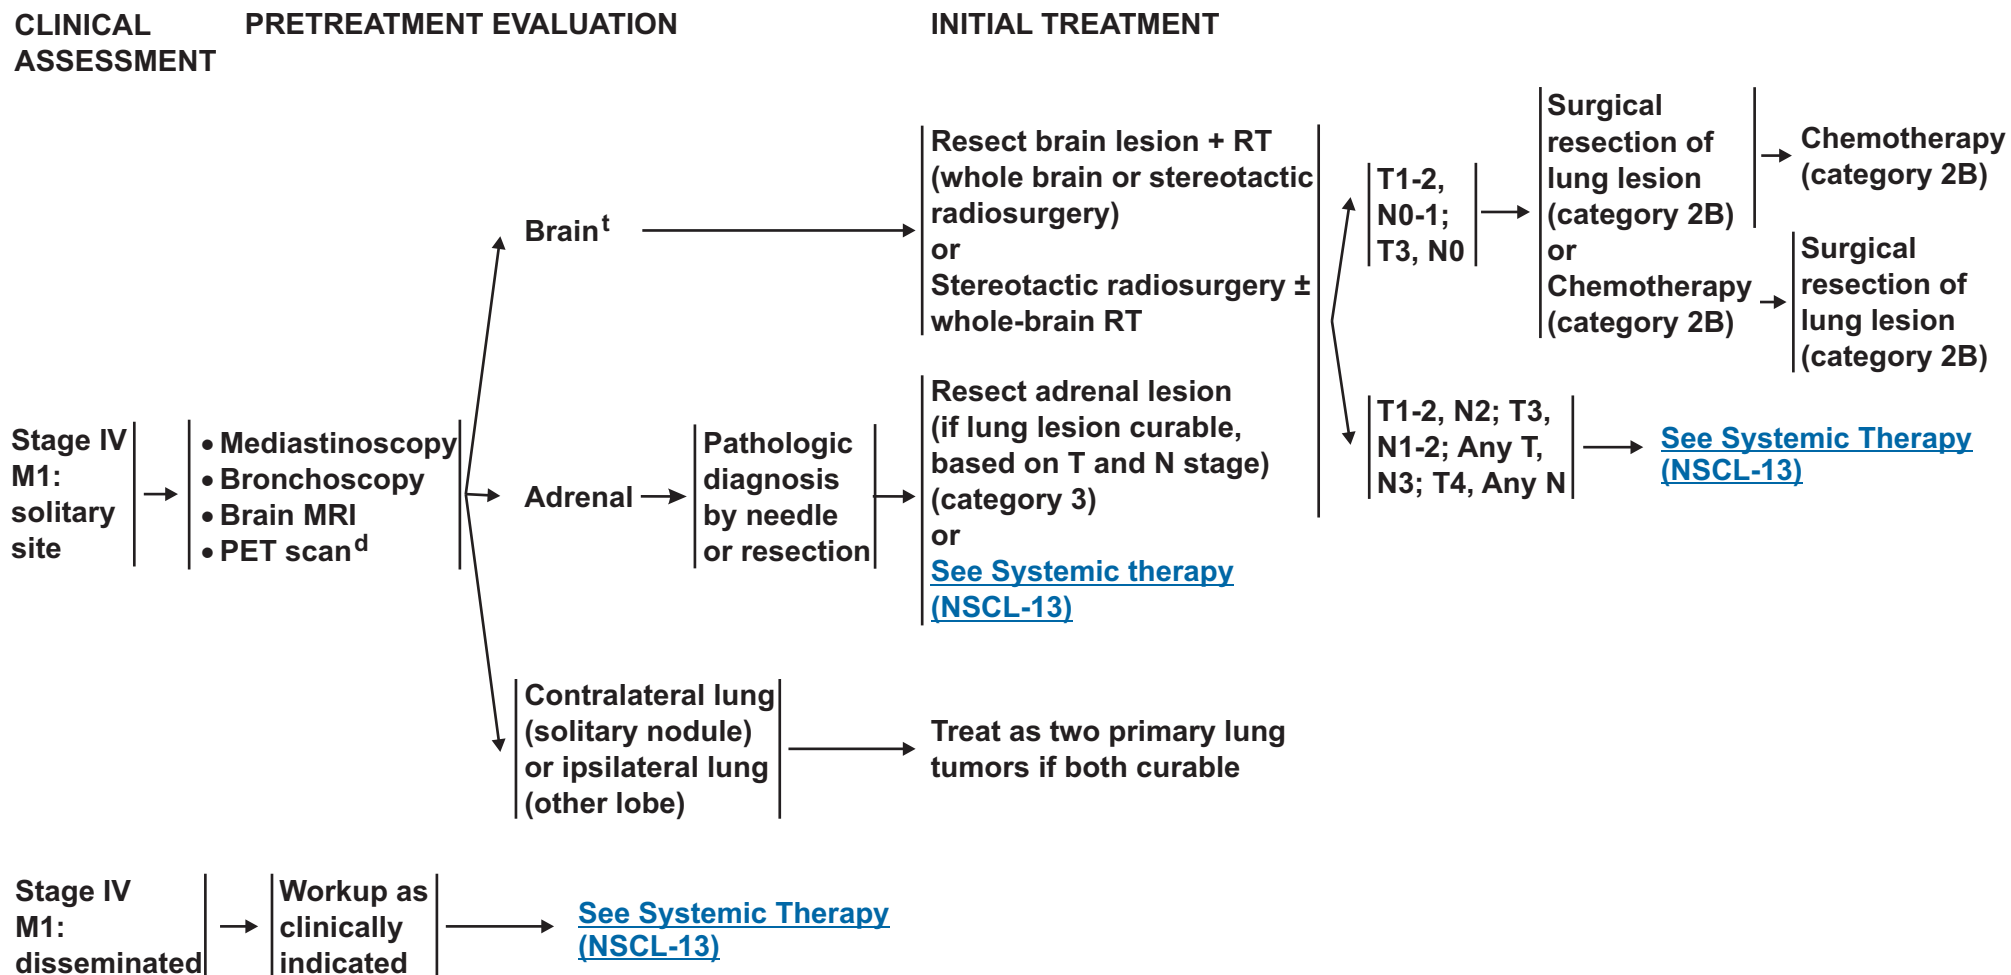 CLINICAL
ASSESSMENT
PRETREATMENT EVALUATION
INITIAL TREATMENT
Stage IV
M1:
solitary
site
• Mediastinoscopy
• Bronchoscopy
• Brain MRI
• PET scan d
Brain t
Resect brain lesion + RT
(whole brain or stereotactic
radiosurgery)
or
Stereotactic radiosurgery ±
whole-brain RT
T1-2,
N0-1;
T3, N0
Surgical
resection of
lung lesion
(category 2B)
or
Chemotherapy
(category 2B)
Chemotherapy
(category 2B)
Surgical
resection of
lung lesion
(category 2B)
Adrenal
Pathologic
diagnosis
by needle
or resection
Resect adrenal lesion
(if lung lesion curable,
based on T and N stage)
(category 3)
or
See Systemic therapy
(NSCL-13)
T1-2, N2; T3,
N1-2; Any T,
N3; T4, Any N
See Systemic Therapy
(NSCL-13)
Contralateral lung
(solitary nodule)
or ipsilateral lung
(other lobe)
Treat as two primary lung
tumors if both curable
Stage IV
M1:
disseminated
Workup as
clinically
indicated
See Systemic Therapy
(NSCL-13)